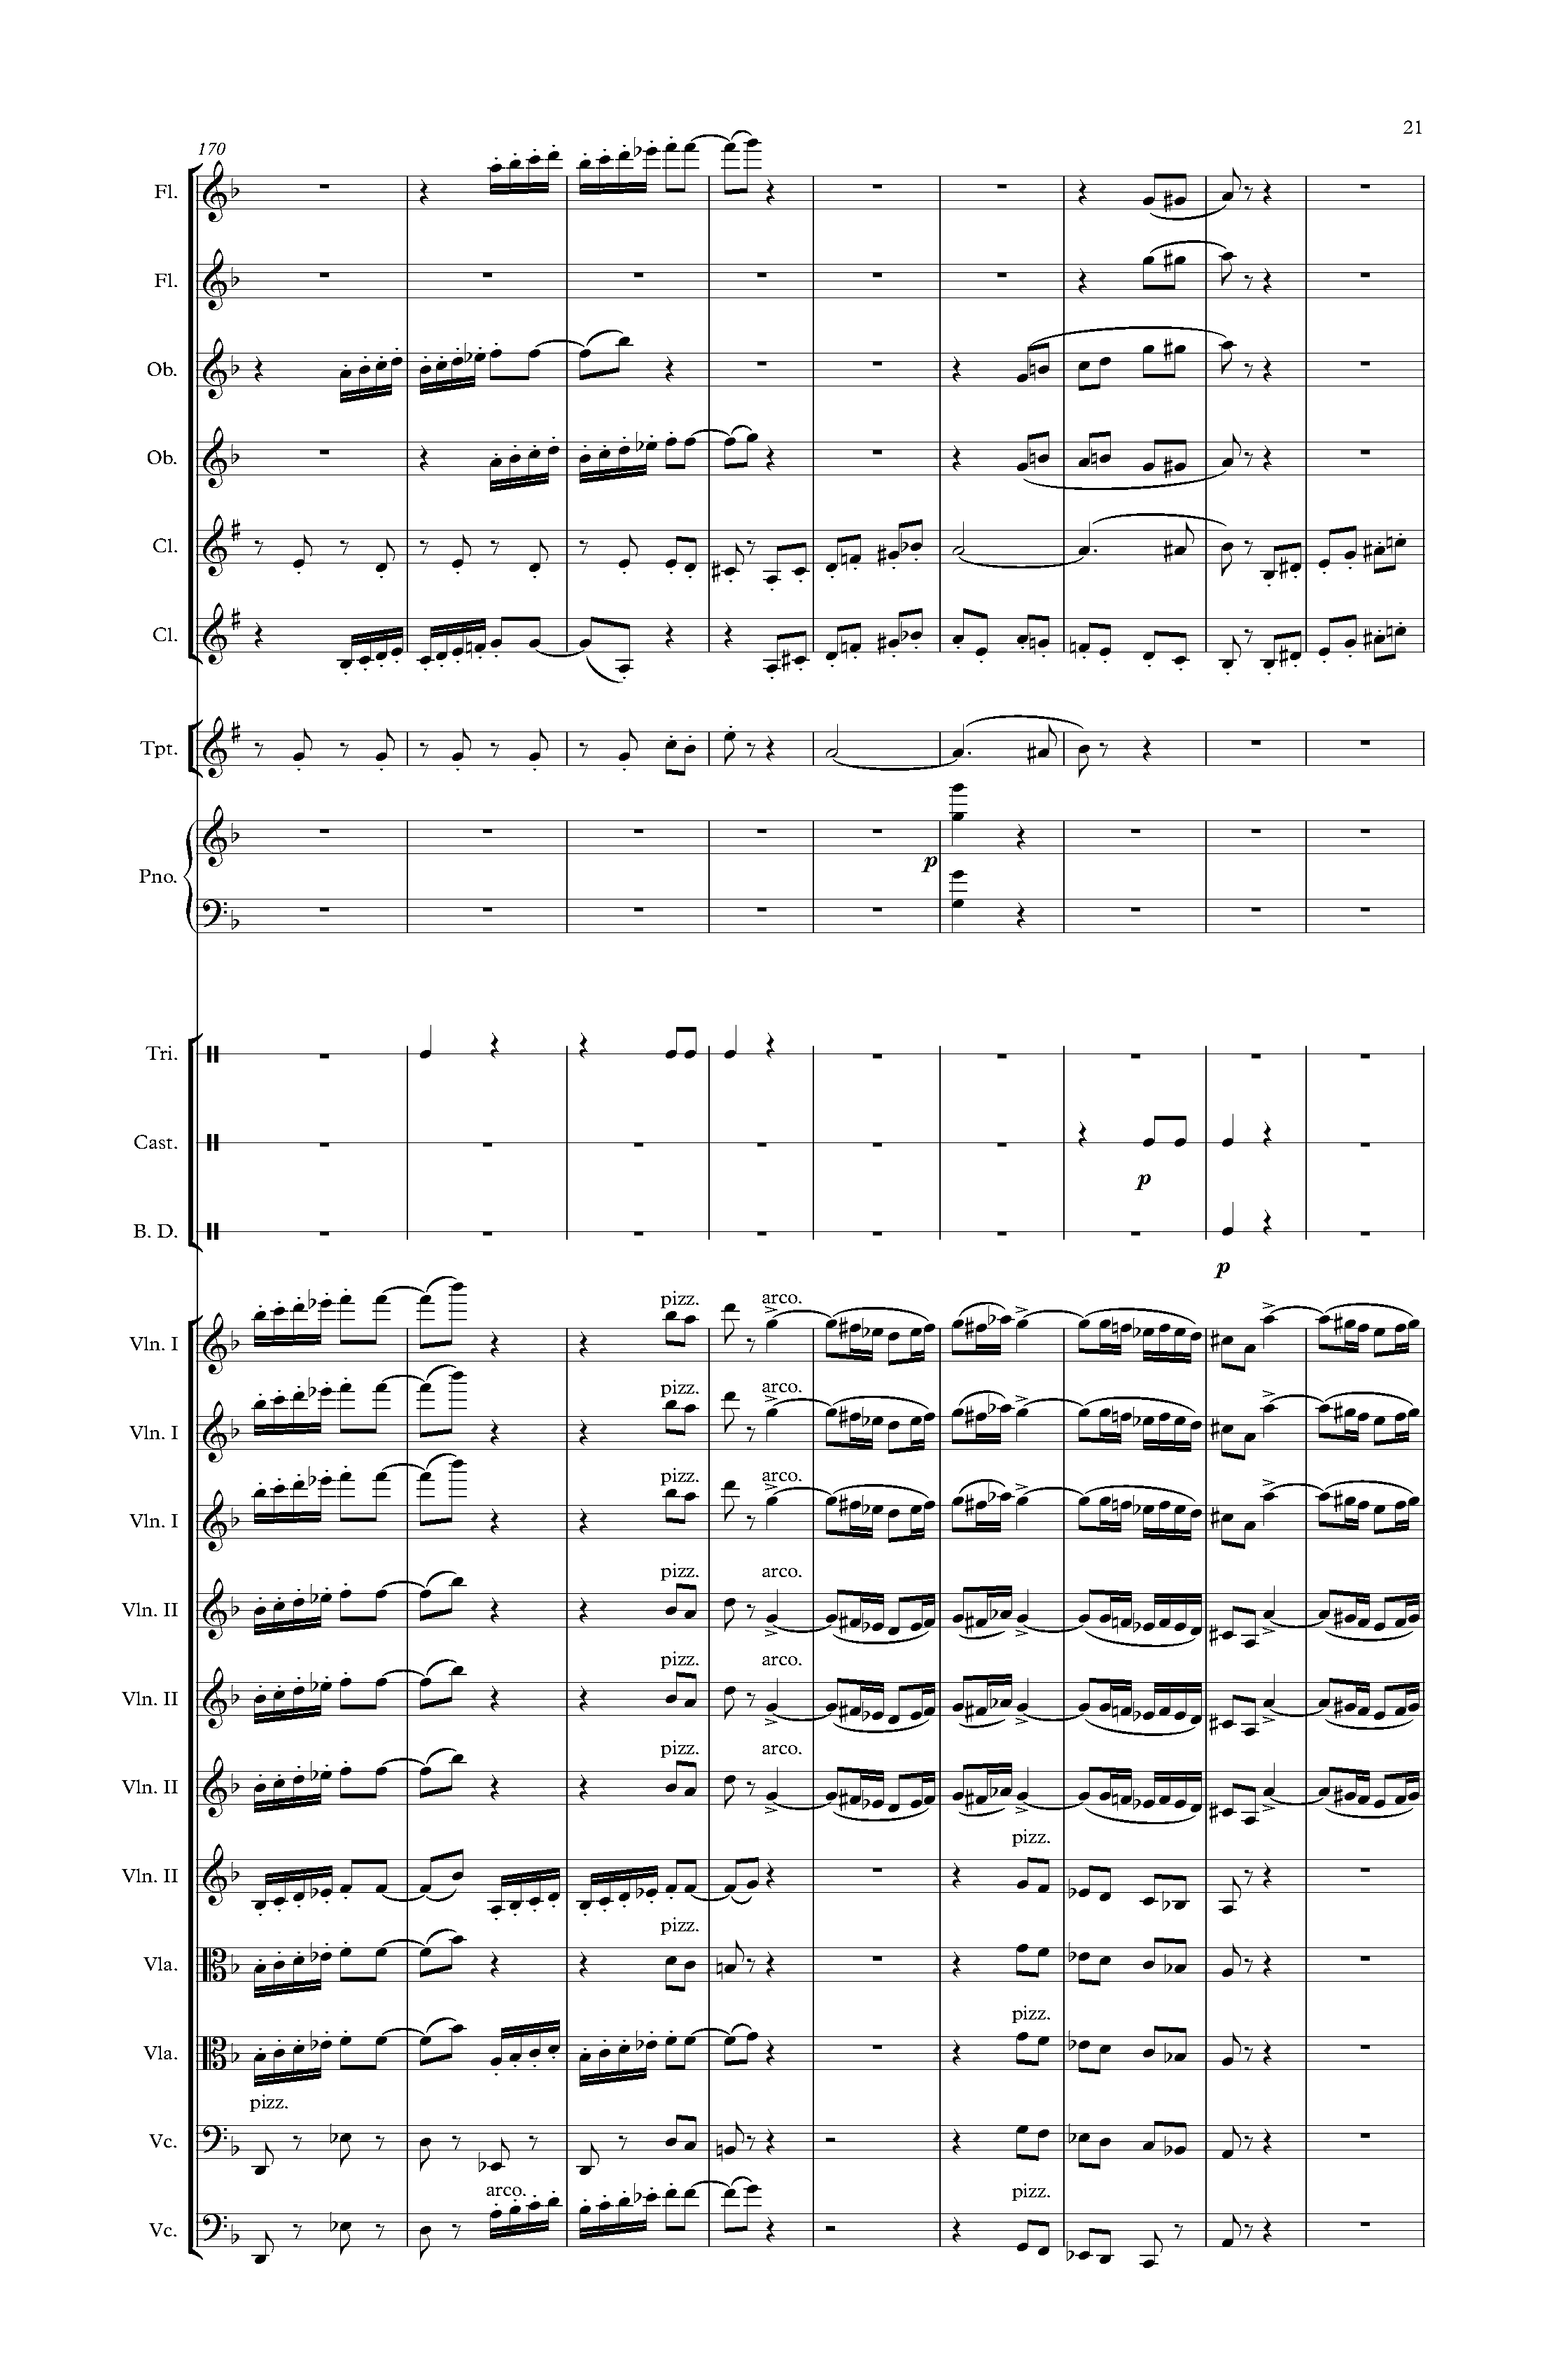 21
170
Fl.
Fl.
Ob.
Ob.
Cl.
Cl.
Tpt.
Pno.
p
Tri.
Cast.
p
B. D.
p
pizz. arco.
Vln. I
pizz. arco.
Vln. I
pizz. arco.
Vln. I
pizz. arco.
Vln. II
pizz. arco.
Vln. II
pizz. arco.
Vln. II
pizz.
Vln. II
pizz.
Vla.
pizz.
Vla.
pizz.
Vc.
arco. pizz.
Vc.